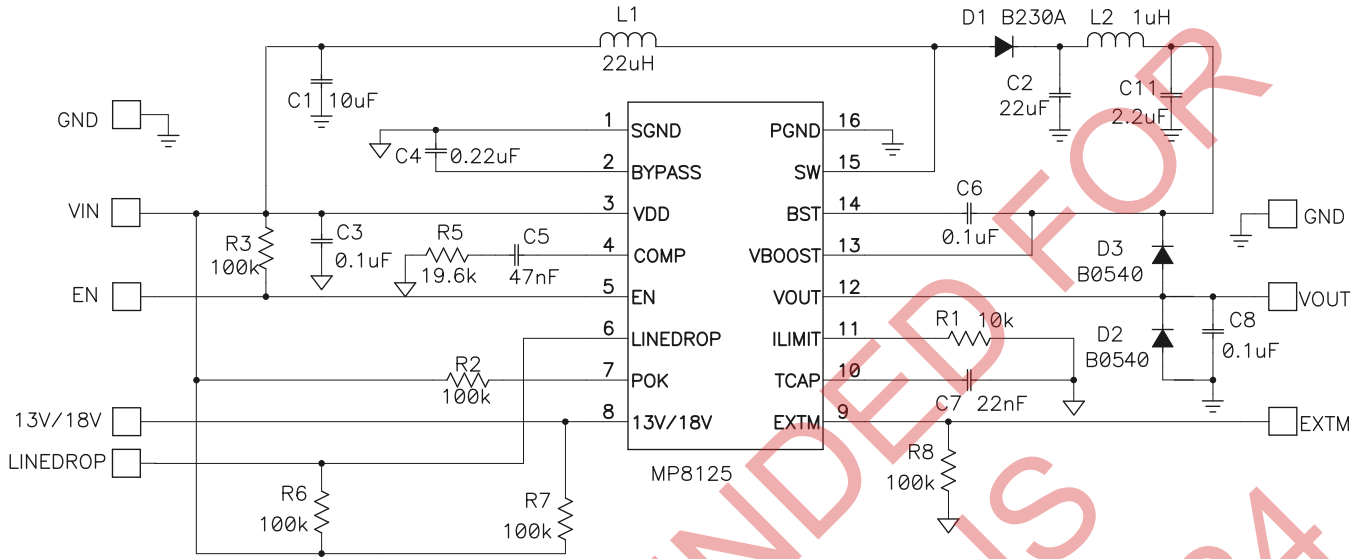 L1
22uH
D1 B230A
L2 1uH
C1 10uF
C2
22uF
C11
2.2uF
GND
1 SGND
PGND 16
C4 0.22uF
2 BYPASS
SW 15
VIN
3 VDD
BST 14
C6
0.1uF
GND
R3
100k
C3
0.1uF
R5
19.6k
C5
47nF
4 COMP
VBOOST 13
D3
B0540
EN
5 EN
VOUT 12
VOUT
6 LINEDROP
ILIMIT 11
R1 10k
D2
B0540
C8
0.1uF
R2
100k
7 POK
TCAP 10
C7 22nF
13V/18V
8 13V/18V
EXTM 9
EXTM
LINEDROP
MP8125
R8
100k
R6
100k
R7
100k
NDED FOR
IS
4